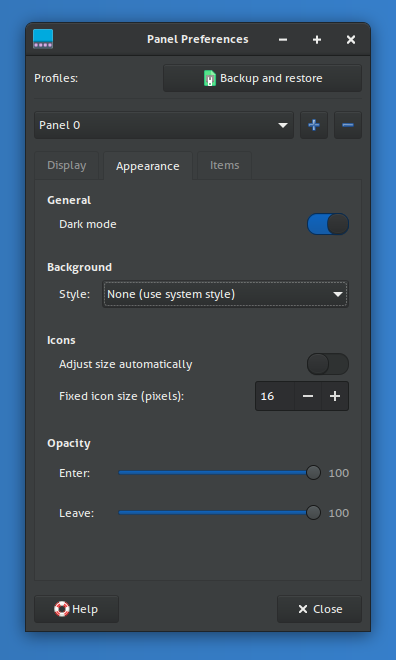 Panel Preferences
Profiles:
Backup and restore
Panel 0
Display
Appearance
Items
General
Dark mode
Background
Style:
None (use system style)
Icons
Adjust size automatically
Fixed icon size (pixels):
16
Opacity
Enter:
100
Leave:
100
Help
Close